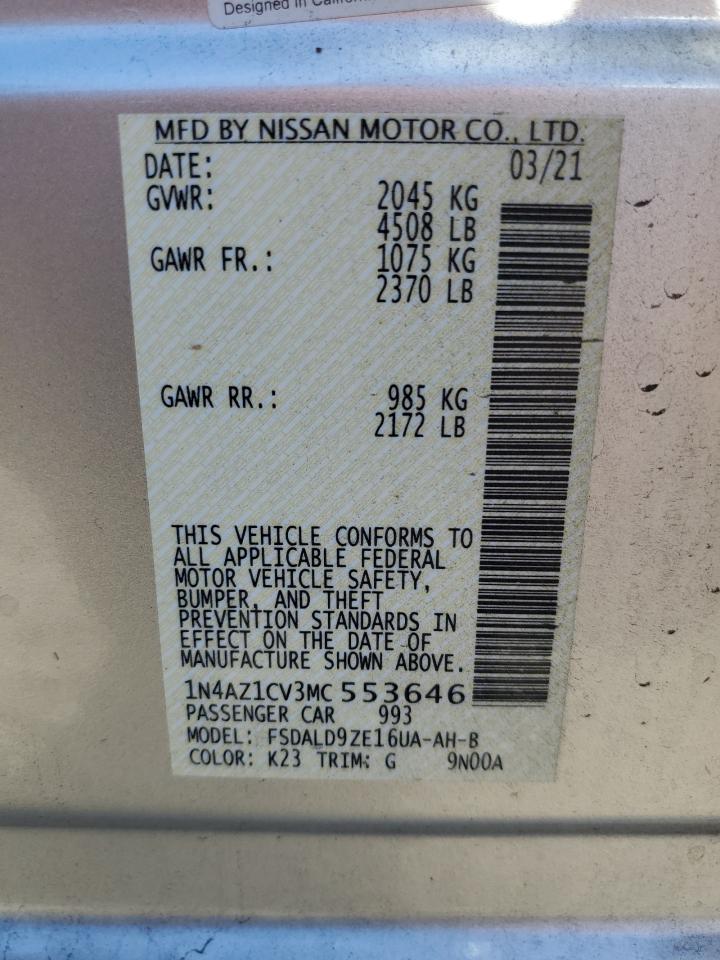 Designed in
MFD BY NISSAN MOTOR CO., LTD.
DATE: 03/21
GVWR: 2045 KG
4508 LB
GAWR FR.: 1075 KG
2370 LB
GAWR RR.: 985 KG
2172 LB
THIS VEHICLE CONFORMS TO
ALL APPLICABLE FEDERAL
MOTOR VEHICLE SAFETY,
BUMPER, AND THEFT
PREVENTION STANDARDS IN
EFFECT ON THE DATE OF
MANUFACTURE SHOWN ABOVE.
1N4AZ1CV3MC 553646
PASSENGER CAR 993
MODEL: FSDALD9ZE16UA-AH-B
COLOR: K23 TRIM: G 9N00A